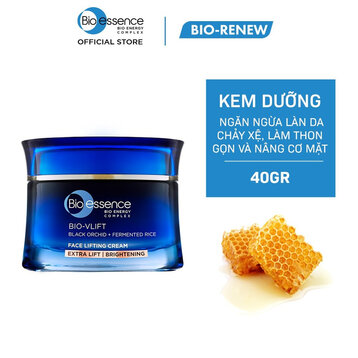 Bio essence
BIO ENERGY
COMPLEX
OFFICIAL STORE
BIO-RENEW
KEM DƯỠNG
NGĂN NGỪA LÀN DA
CHẢY XỆ, LÀM THON
GỌN VÀ NÂNG CƠ MẶT
40GR
Bio essence
BIO ENERGY
COMPLEX
BIO-VLIFT
BLACK ORCHID + FERMENTED RICE
FACE LIFTING CREAM
EXTRA LIFT | BRIGHTENING